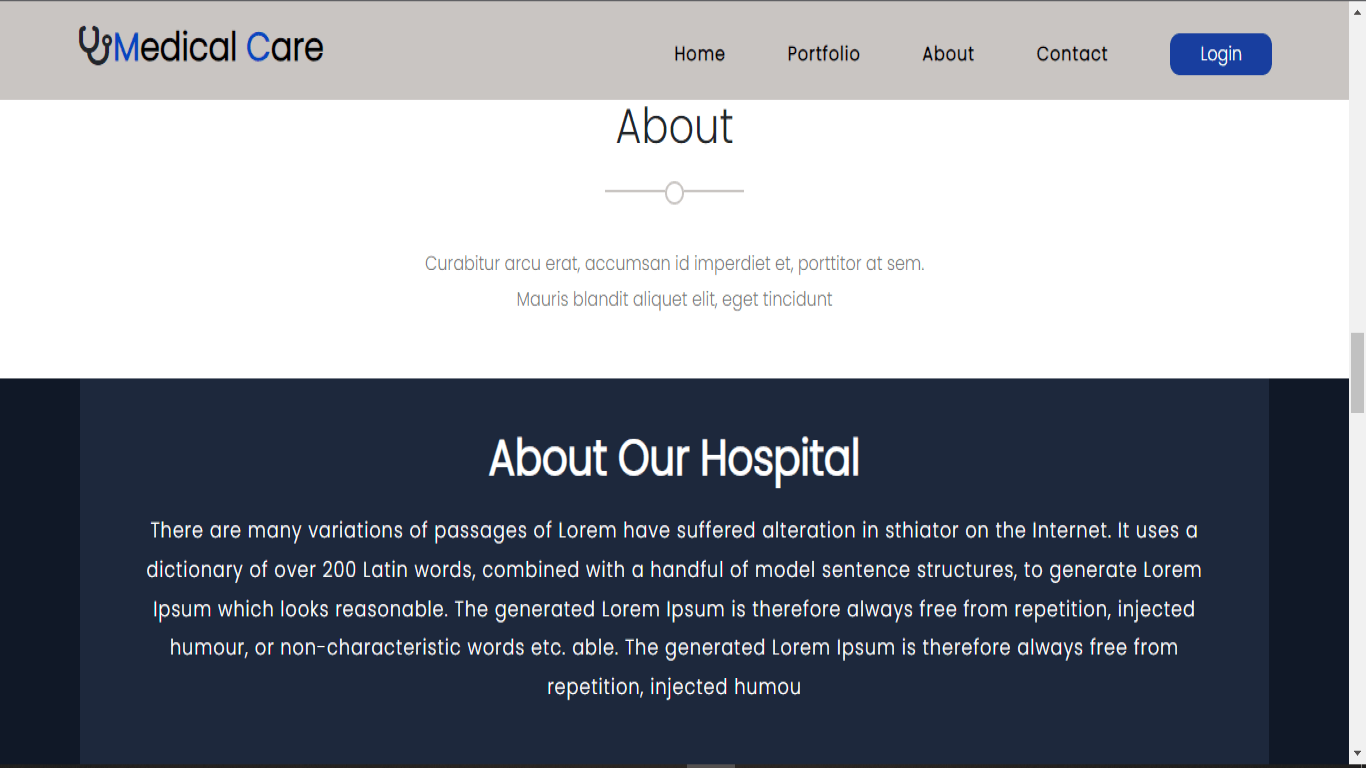 Medical Care
Home Portfolio About Contact Login
About
Curabitur arcu erat, accumsan id imperdiet et, porttitor at sem.
Mauris blandit aliquet elit, eget tincidunt
About Our Hospital
There are many variations of passages of Lorem have suffered alteration in sthiator on the Internet. It uses a
dictionary of over 200 Latin words, combined with a handful of model sentence structures, to generate Lorem
Ipsum which looks reasonable. The generated Lorem Ipsum is therefore always free from repetition, injected
humour, or non-characteristic words etc. able. The generated Lorem Ipsum is therefore always free from
repetition, injected humou